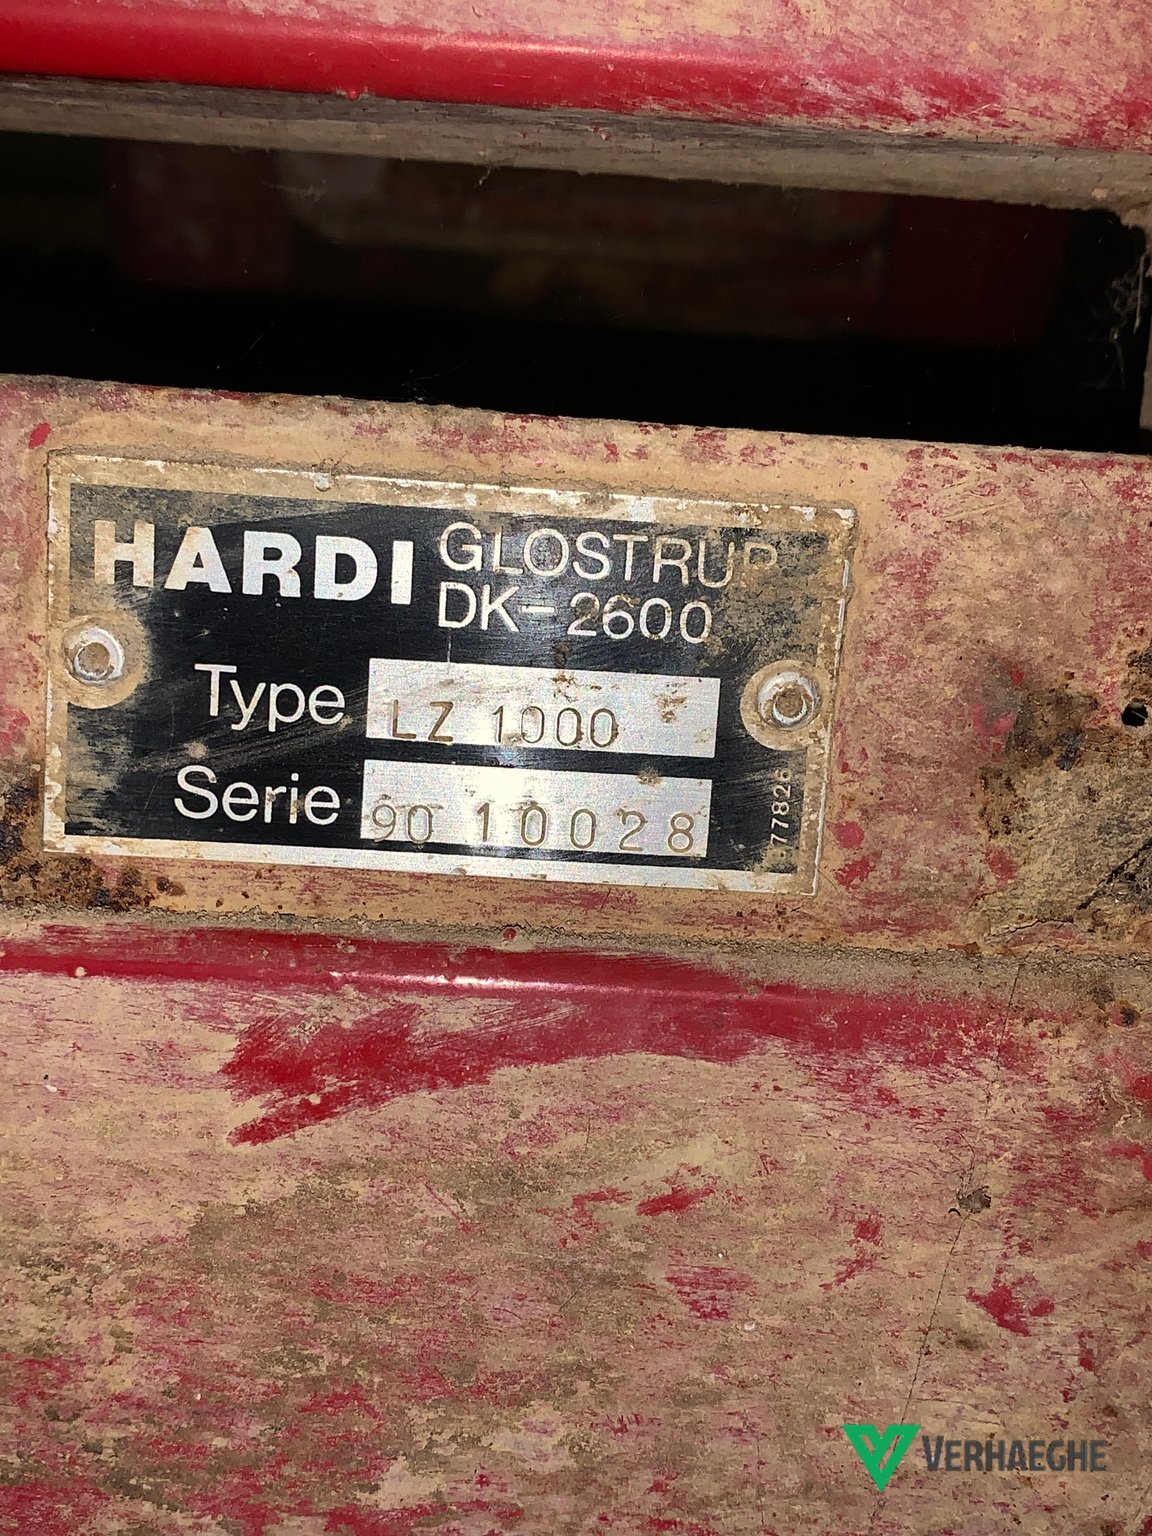 HARDI GLOSTRUP
DK-2600
Type LZ 1000
Serie 90 10028
77826
VERHAEGHE